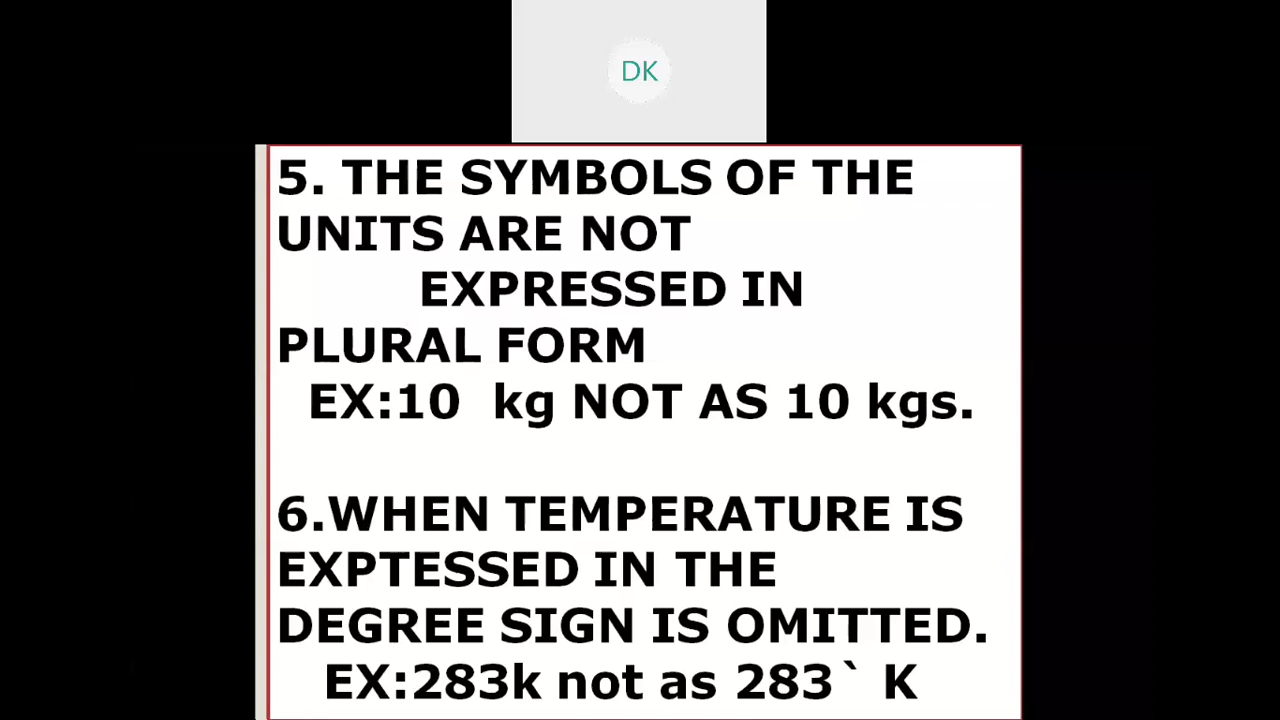 DK
5. THE SYMBOLS OF THE
UNITS ARE NOT
EXPRESSED IN
PLURAL FORM
EX:10 kg NOT AS 10 kgs.
6.WHEN TEMPERATURE IS
EXPTESSED IN THE
DEGREE SIGN IS OMITTED.
EX:283k not as 283` K